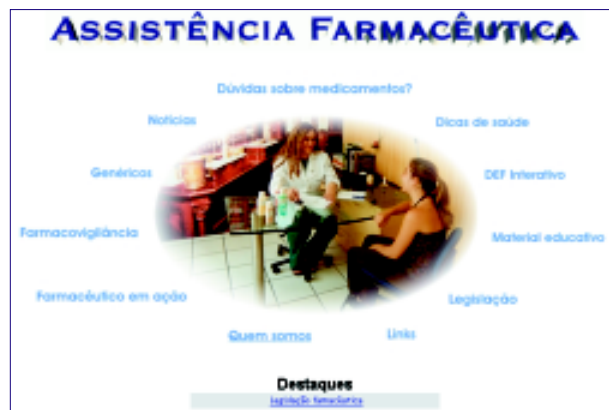 ASSISTÊNCIA FARMACÊUTICA
Dúvidas sobre medicamentos?
Notícias
Dicas de saúde
Genéricos
DEF Interativo
Farmacovigilância
Material educativo
Farmacêutico em ação
Legislação
Quem somos
Links
Destaques
Legislação farmacêutica